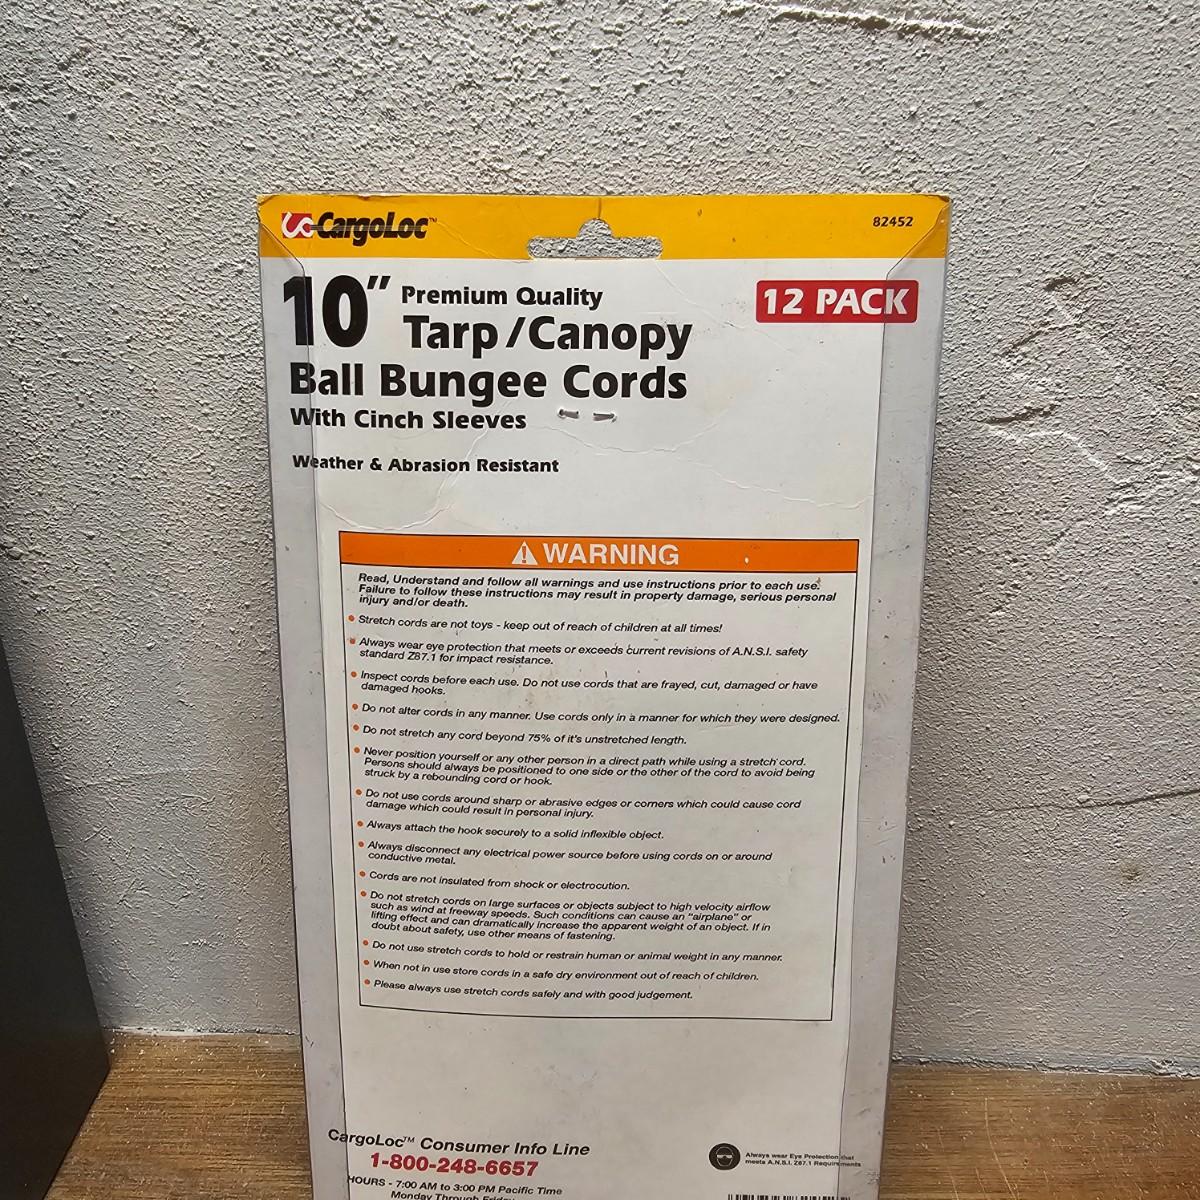 CargoLoc™
82452
10" Premium Quality
Tarp/Canopy
12 PACK
Ball Bungee Cords
With Cinch Sleeves
Weather & Abrasion Resistant
WARNING
Read, Understand and follow all warnings and use instructions prior to each use.
Failure to follow these instructions may result in property damage, serious personal
injury and/or death.
• Stretch cords are not toys - keep out of reach of children at all times!
• Always wear eye protection that meets or exceeds current revisions of A.N.S.I. safety
standard Z87.1 for impact resistance.
• Inspect cords before each use. Do not use cords that are frayed, cut, damaged or have
damaged hooks.
• Do not alter cords in any manner. Use cords only in a manner for which they were designed.
• Do not stretch any cord beyond 75% of it's unstretched length.
• Never position yourself or any other person in a direct path while using a stretch cord.
Persons should always be positioned to one side or the other of the cord to avoid being
struck by a rebounding cord or hook.
• Do not use cords around sharp or abrasive edges or corners which could cause cord
damage which could result in personal injury.
• Always attach the hook securely to a solid inflexible object.
• Always disconnect any electrical power source before using cords on or around
conductive metal.
• Cords are not insulated from shock or electrocution.
• Do not stretch cords on large surfaces or objects subject to high velocity airflow
such as wind at freeway speeds. Such conditions can cause an "airplane" or
lifting effect and can dramatically increase the apparent weight of an object. If in
doubt about safety, use other means of fastening.
• Do not use stretch cords to hold or restrain human or animal weight in any manner.
• When not in use store cords in a safe dry environment out of reach of children.
• Please always use stretch cords safely and with good judgement.
CargoLoc™ Consumer Info Line
1-800-248-6657
HOURS - 7:00 AM to 3:00 PM Pacific Time
Monday Through Friday
Always wear Eye Protection that
meets A.N.S.I. Z87.1 Requirements